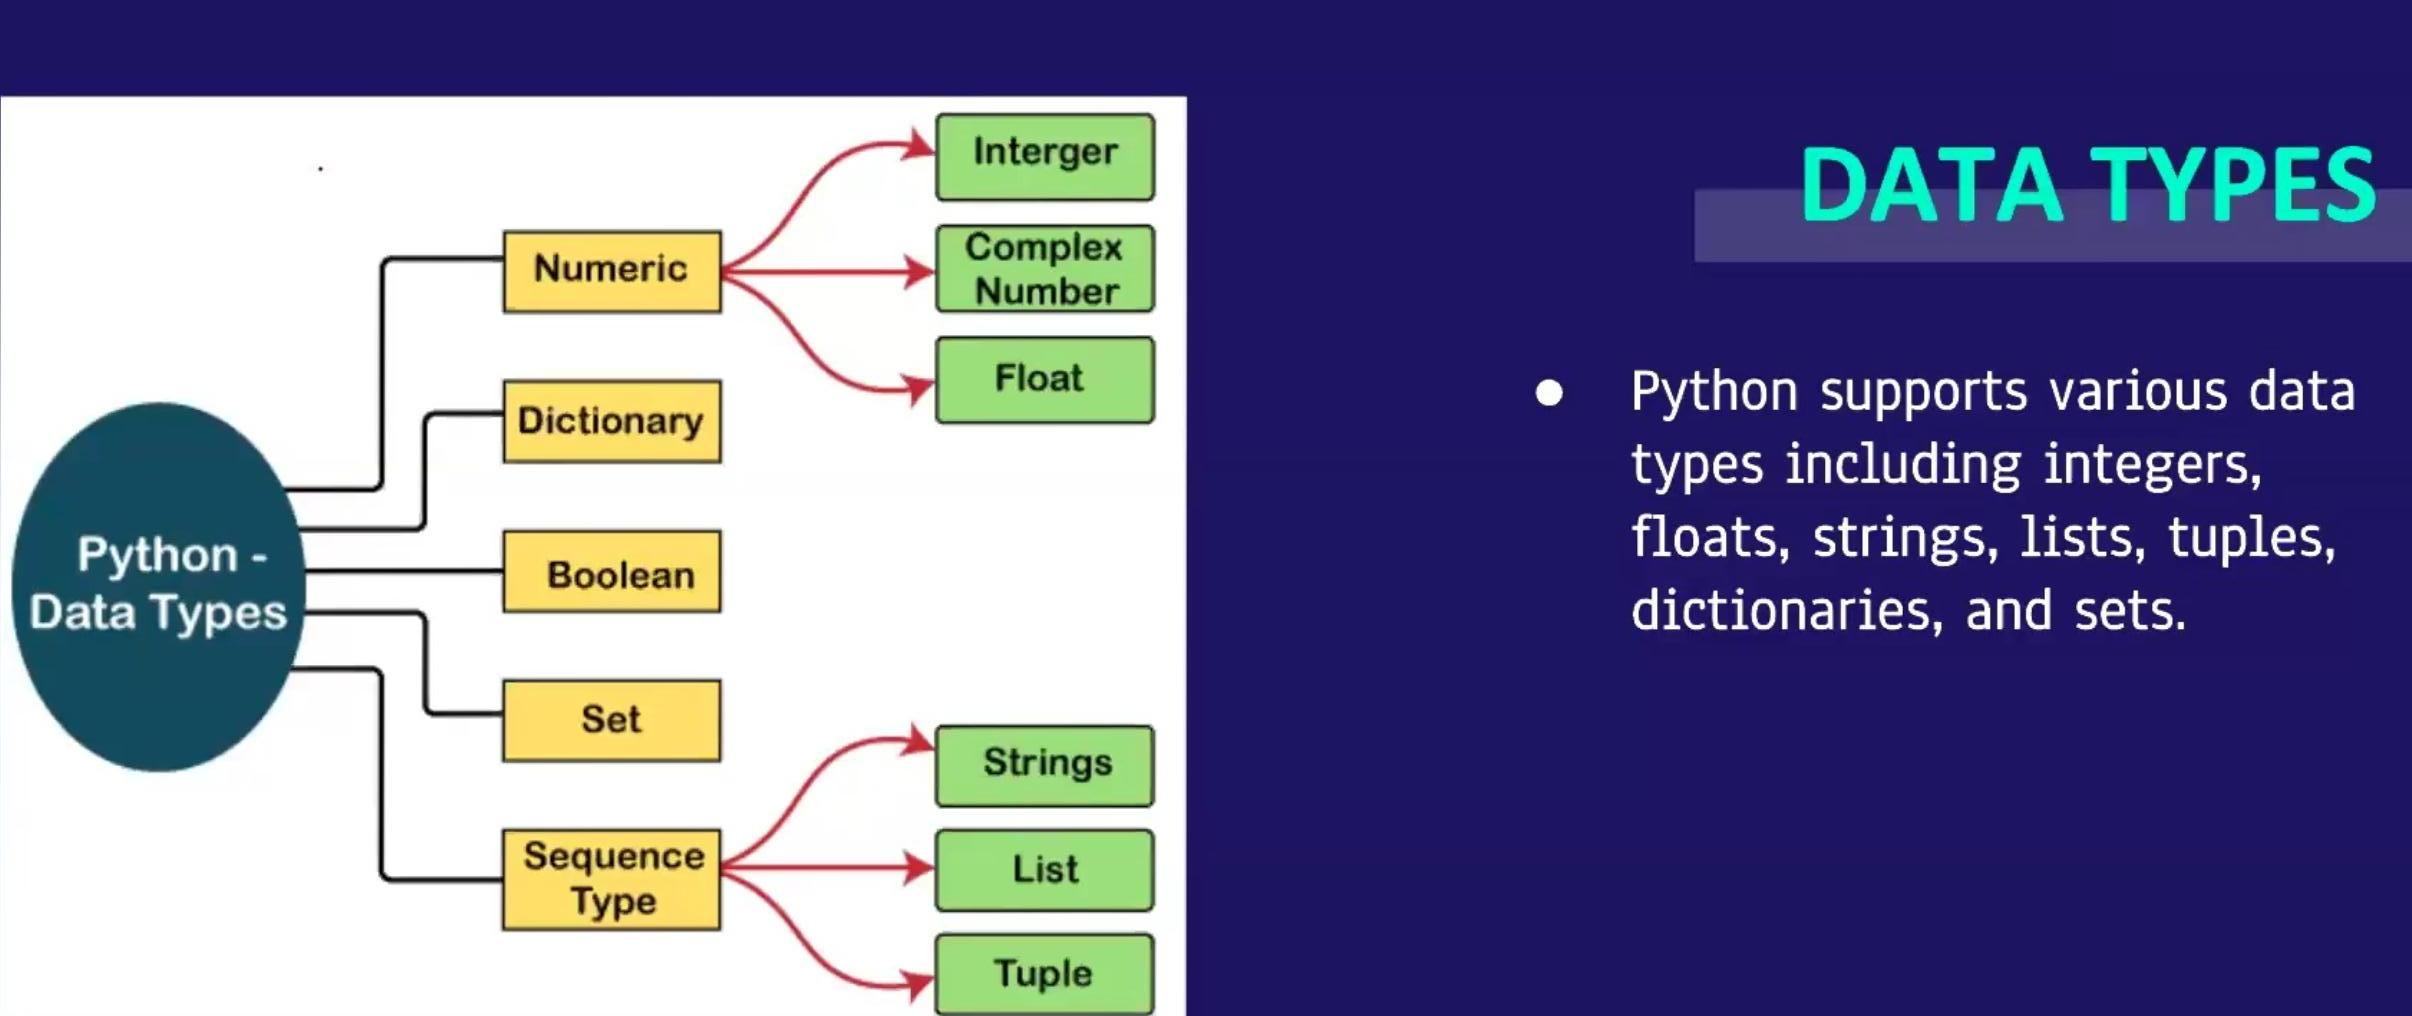 Python -
Data Types
Numeric
Dictionary
Boolean
Set
Sequence
Type
Interger
Complex
Number
Float
Strings
List
Tuple
DATA TYPES
● Python supports various data
types including integers,
floats, strings, lists, tuples,
dictionaries, and sets.